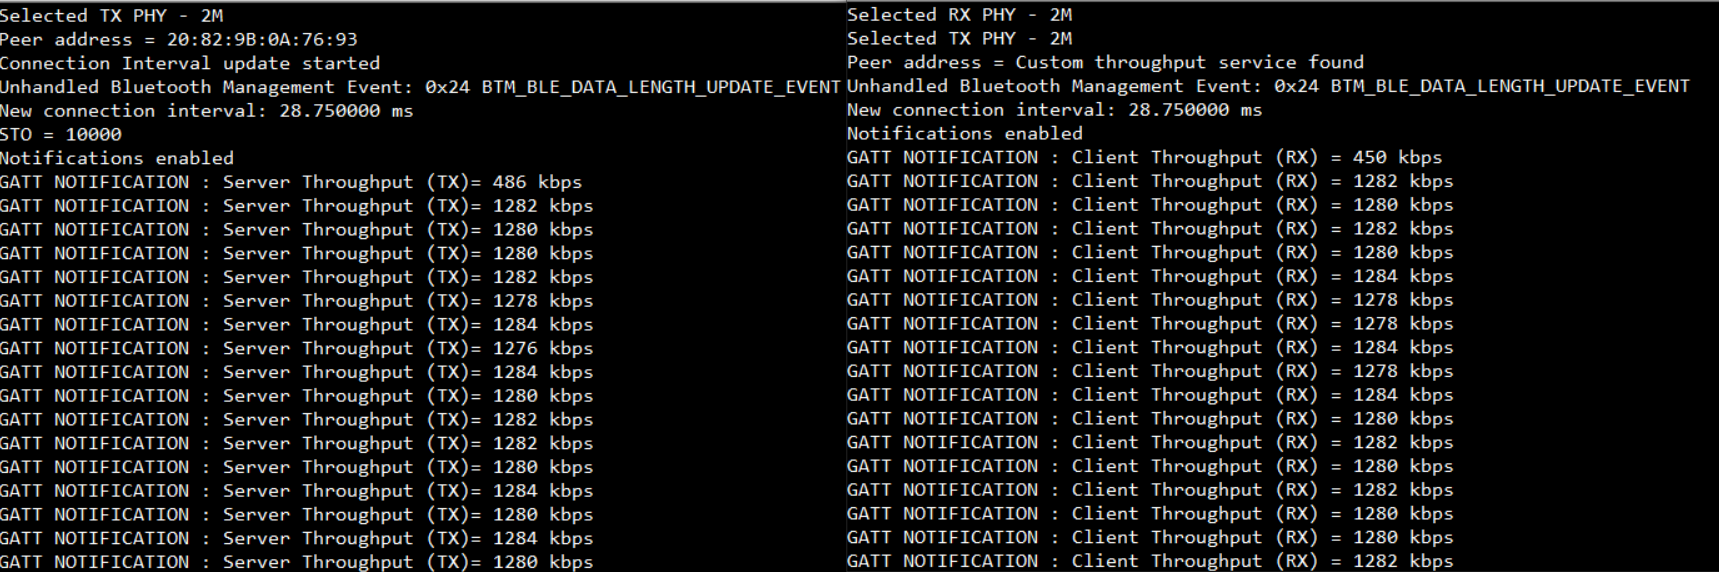 Selected TX PHY - 2M
Peer address = 20:82:9B:0A:76:93
Connection Interval update started
Unhandled Bluetooth Management Event: 0x24 BTM_BLE_DATA_LENGTH_UPDATE_EVENT
New connection interval: 28.750000 ms
STO = 10000
Notifications enabled
GATT NOTIFICATION : Server Throughput (TX)= 486 kbps
GATT NOTIFICATION : Server Throughput (TX)= 1282 kbps
GATT NOTIFICATION : Server Throughput (TX)= 1280 kbps
GATT NOTIFICATION : Server Throughput (TX)= 1280 kbps
GATT NOTIFICATION : Server Throughput (TX)= 1282 kbps
GATT NOTIFICATION : Server Throughput (TX)= 1278 kbps
GATT NOTIFICATION : Server Throughput (TX)= 1284 kbps
GATT NOTIFICATION : Server Throughput (TX)= 1276 kbps
GATT NOTIFICATION : Server Throughput (TX)= 1284 kbps
GATT NOTIFICATION : Server Throughput (TX)= 1280 kbps
GATT NOTIFICATION : Server Throughput (TX)= 1282 kbps
GATT NOTIFICATION : Server Throughput (TX)= 1282 kbps
GATT NOTIFICATION : Server Throughput (TX)= 1280 kbps
GATT NOTIFICATION : Server Throughput (TX)= 1284 kbps
GATT NOTIFICATION : Server Throughput (TX)= 1280 kbps
GATT NOTIFICATION : Server Throughput (TX)= 1284 kbps
GATT NOTIFICATION : Server Throughput (TX)= 1280 kbps
Selected RX PHY - 2M
Selected TX PHY - 2M
Peer address = Custom throughput service found
Unhandled Bluetooth Management Event: 0x24 BTM_BLE_DATA_LENGTH_UPDATE_EVENT
New connection interval: 28.750000 ms
Notifications enabled
GATT NOTIFICATION : Client Throughput (RX) = 450 kbps
GATT NOTIFICATION : Client Throughput (RX) = 1282 kbps
GATT NOTIFICATION : Client Throughput (RX) = 1280 kbps
GATT NOTIFICATION : Client Throughput (RX) = 1282 kbps
GATT NOTIFICATION : Client Throughput (RX) = 1280 kbps
GATT NOTIFICATION : Client Throughput (RX) = 1284 kbps
GATT NOTIFICATION : Client Throughput (RX) = 1278 kbps
GATT NOTIFICATION : Client Throughput (RX) = 1278 kbps
GATT NOTIFICATION : Client Throughput (RX) = 1284 kbps
GATT NOTIFICATION : Client Throughput (RX) = 1278 kbps
GATT NOTIFICATION : Client Throughput (RX) = 1284 kbps
GATT NOTIFICATION : Client Throughput (RX) = 1280 kbps
GATT NOTIFICATION : Client Throughput (RX) = 1282 kbps
GATT NOTIFICATION : Client Throughput (RX) = 1280 kbps
GATT NOTIFICATION : Client Throughput (RX) = 1282 kbps
GATT NOTIFICATION : Client Throughput (RX) = 1280 kbps
GATT NOTIFICATION : Client Throughput (RX) = 1280 kbps
GATT NOTIFICATION : Client Throughput (RX) = 1282 kbps